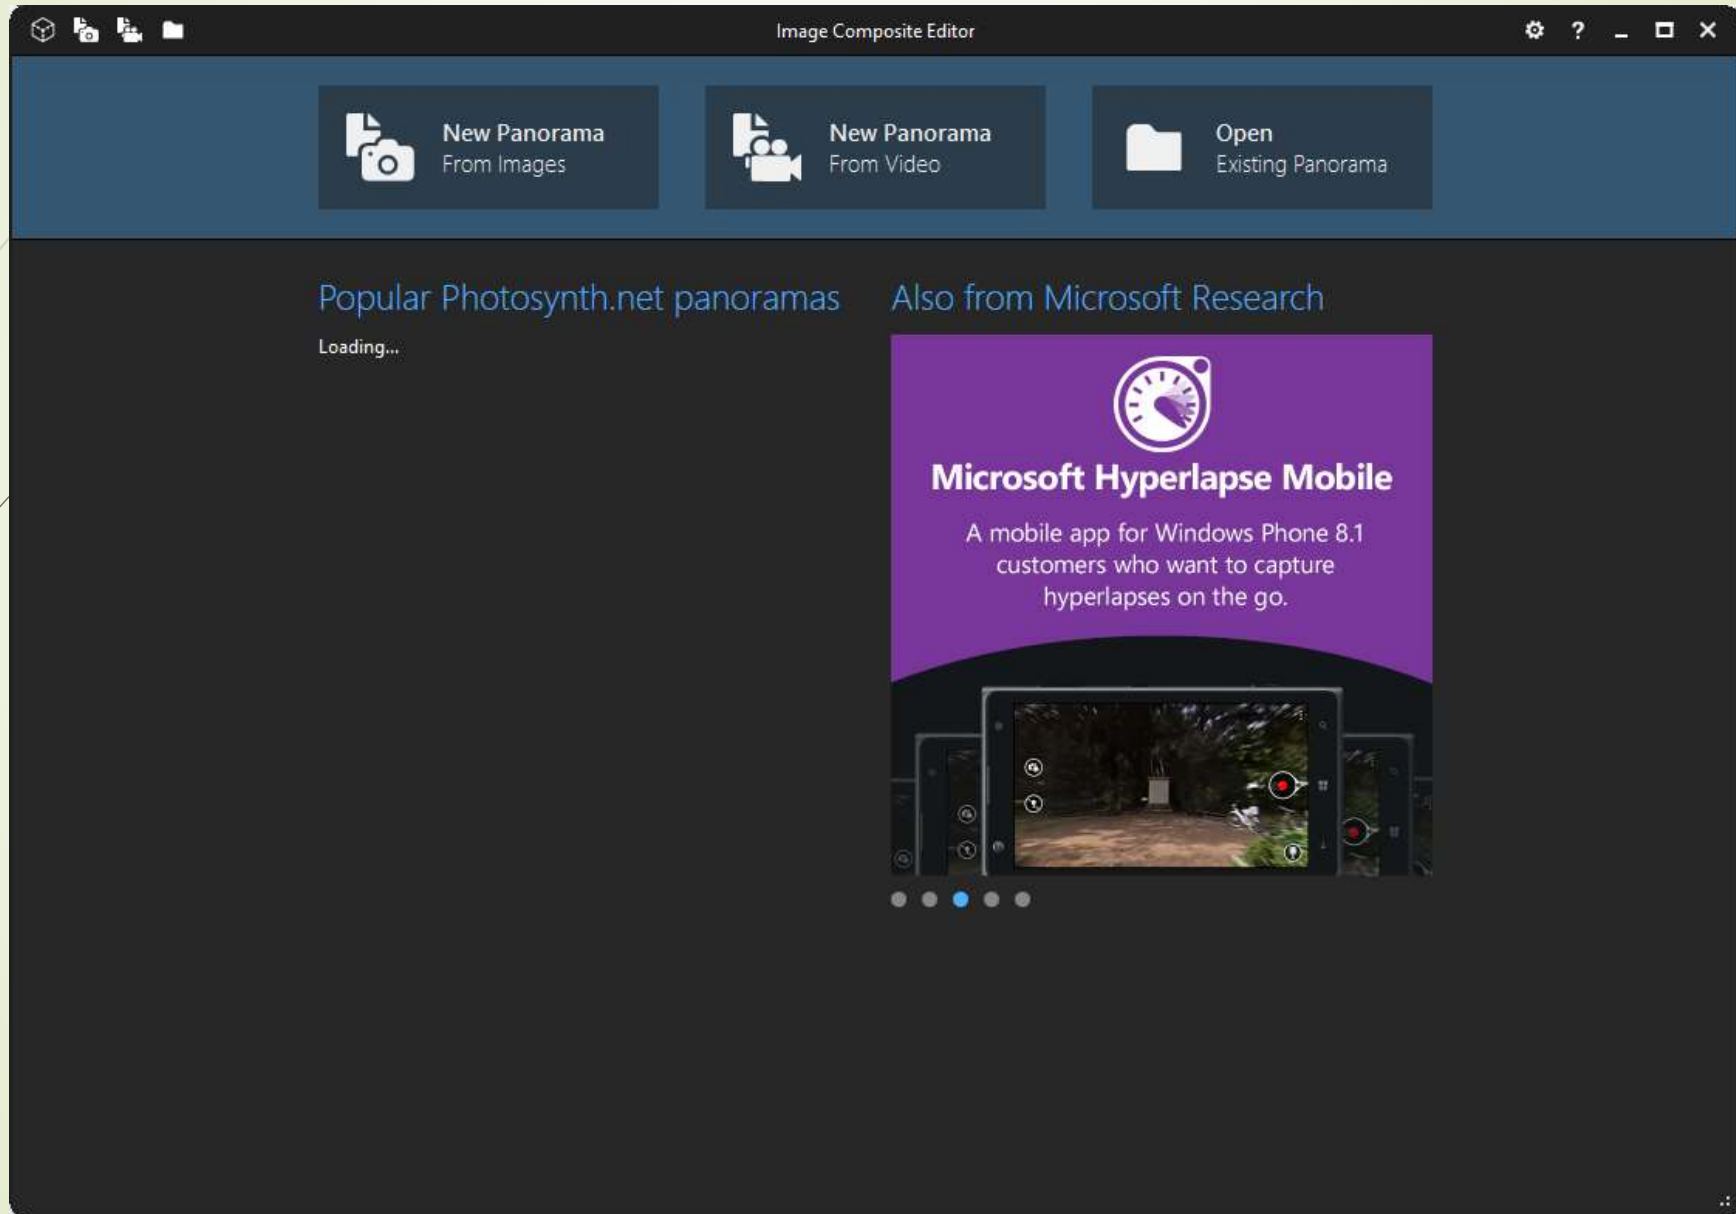 Image Composite Editor
?
New Panorama
From Images
New Panorama
From Video
Open
Existing Panorama
Popular Photosynth.net panoramas
Loading...
Also from Microsoft Research
Microsoft Hyperlapse Mobile
A mobile app for Windows Phone 8.1
customers who want to capture
hyperlapses on the go.